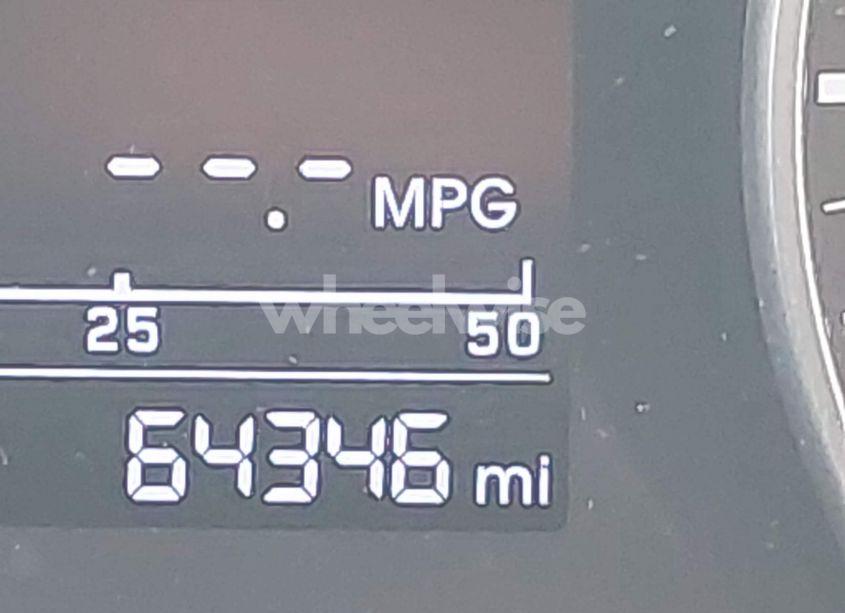 --.- MPG
wheelwise
25 50
64346 mi